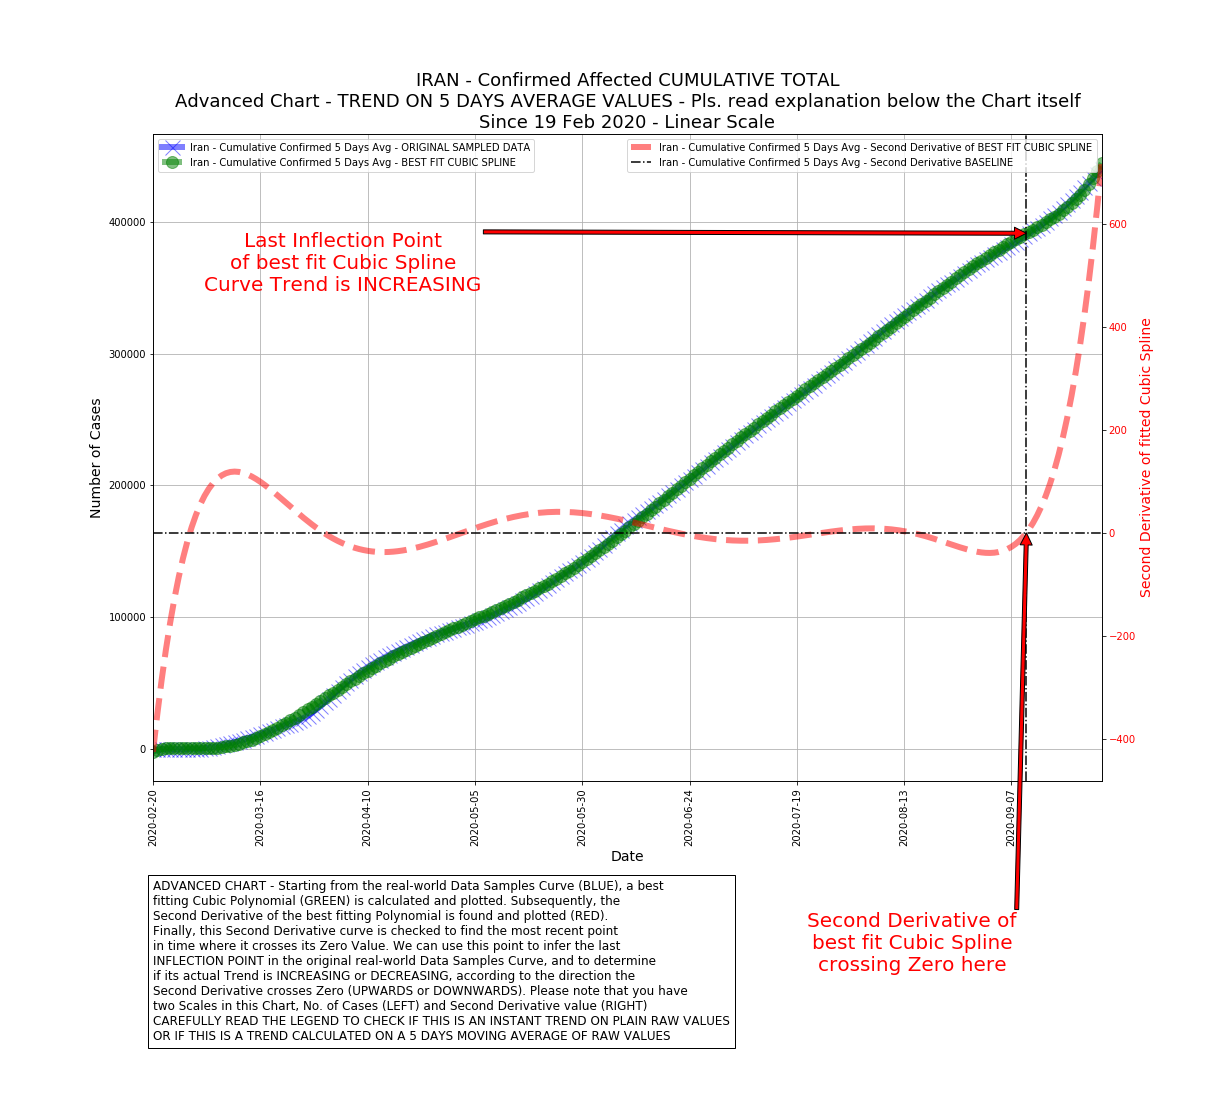 IRAN - Confirmed Affected CUMULATIVE TOTAL
Advanced Chart - TREND ON 5 DAYS AVERAGE VALUES - Pls. read explanation below the Chart itself
Since 19 Feb 2020 - Linear Scale
Iran - Cumulative Confirmed 5 Days Avg - ORIGINAL SAMPLED DATA
Iran - Cumulative Confirmed 5 Days Avg - BEST FIT CUBIC SPLINE
Iran - Cumulative Confirmed 5 Days Avg - Second Derivative of BEST FIT CUBIC SPLINE
Iran - Cumulative Confirmed 5 Days Avg - Second Derivative BASELINE
Last Inflection Point
of best fit Cubic Spline
Curve Trend is INCREASING
Number of Cases
400000
300000
200000
100000
0
600
400
200
0
−200
−400
Second Derivative of fitted Cubic Spline
2020-02-20
2020-03-16
2020-04-10
2020-05-05
2020-05-30
2020-06-24
2020-07-19
2020-08-13
2020-09-07
Date
ADVANCED CHART - Starting from the real-world Data Samples Curve (BLUE), a best
fitting Cubic Polynomial (GREEN) is calculated and plotted. Subsequently, the
Second Derivative of the best fitting Polynomial is found and plotted (RED).
Finally, this Second Derivative curve is checked to find the most recent point
in time where it crosses its Zero Value. We can use this point to infer the last
INFLECTION POINT in the original real-world Data Samples Curve, and to determine
if its actual Trend is INCREASING or DECREASING, according to the direction the
Second Derivative crosses Zero (UPWARDS or DOWNWARDS). Please note that you have
two Scales in this Chart, No. of Cases (LEFT) and Second Derivative value (RIGHT)
CAREFULLY READ THE LEGEND TO CHECK IF THIS IS AN INSTANT TREND ON PLAIN RAW VALUES
OR IF THIS IS A TREND CALCULATED ON A 5 DAYS MOVING AVERAGE OF RAW VALUES
Second Derivative of
best fit Cubic Spline
crossing Zero here